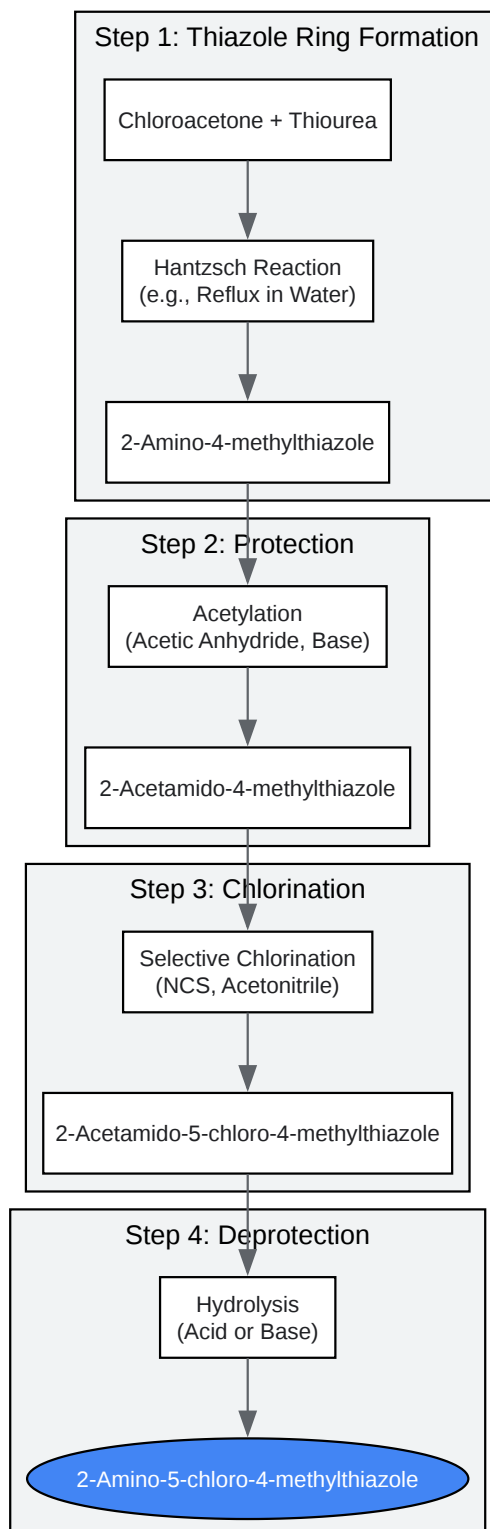 Step 1: Thiazole Ring Formation
Chloroacetone + Thiourea
Hantzsch Reaction
(e.g., Reflux in Water)
2-Amino-4-methylthiazole
Step 2: Protection
Acetylation
(Acetic Anhydride, Base)
2-Acetamido-4-methylthiazole
Step 3: Chlorination
Selective Chlorination
(NCS, Acetonitrile)
2-Acetamido-5-chloro-4-methylthiazole
Step 4: Deprotection
Hydrolysis
(Acid or Base)
2-Amino-5-chloro-4-methylthiazole